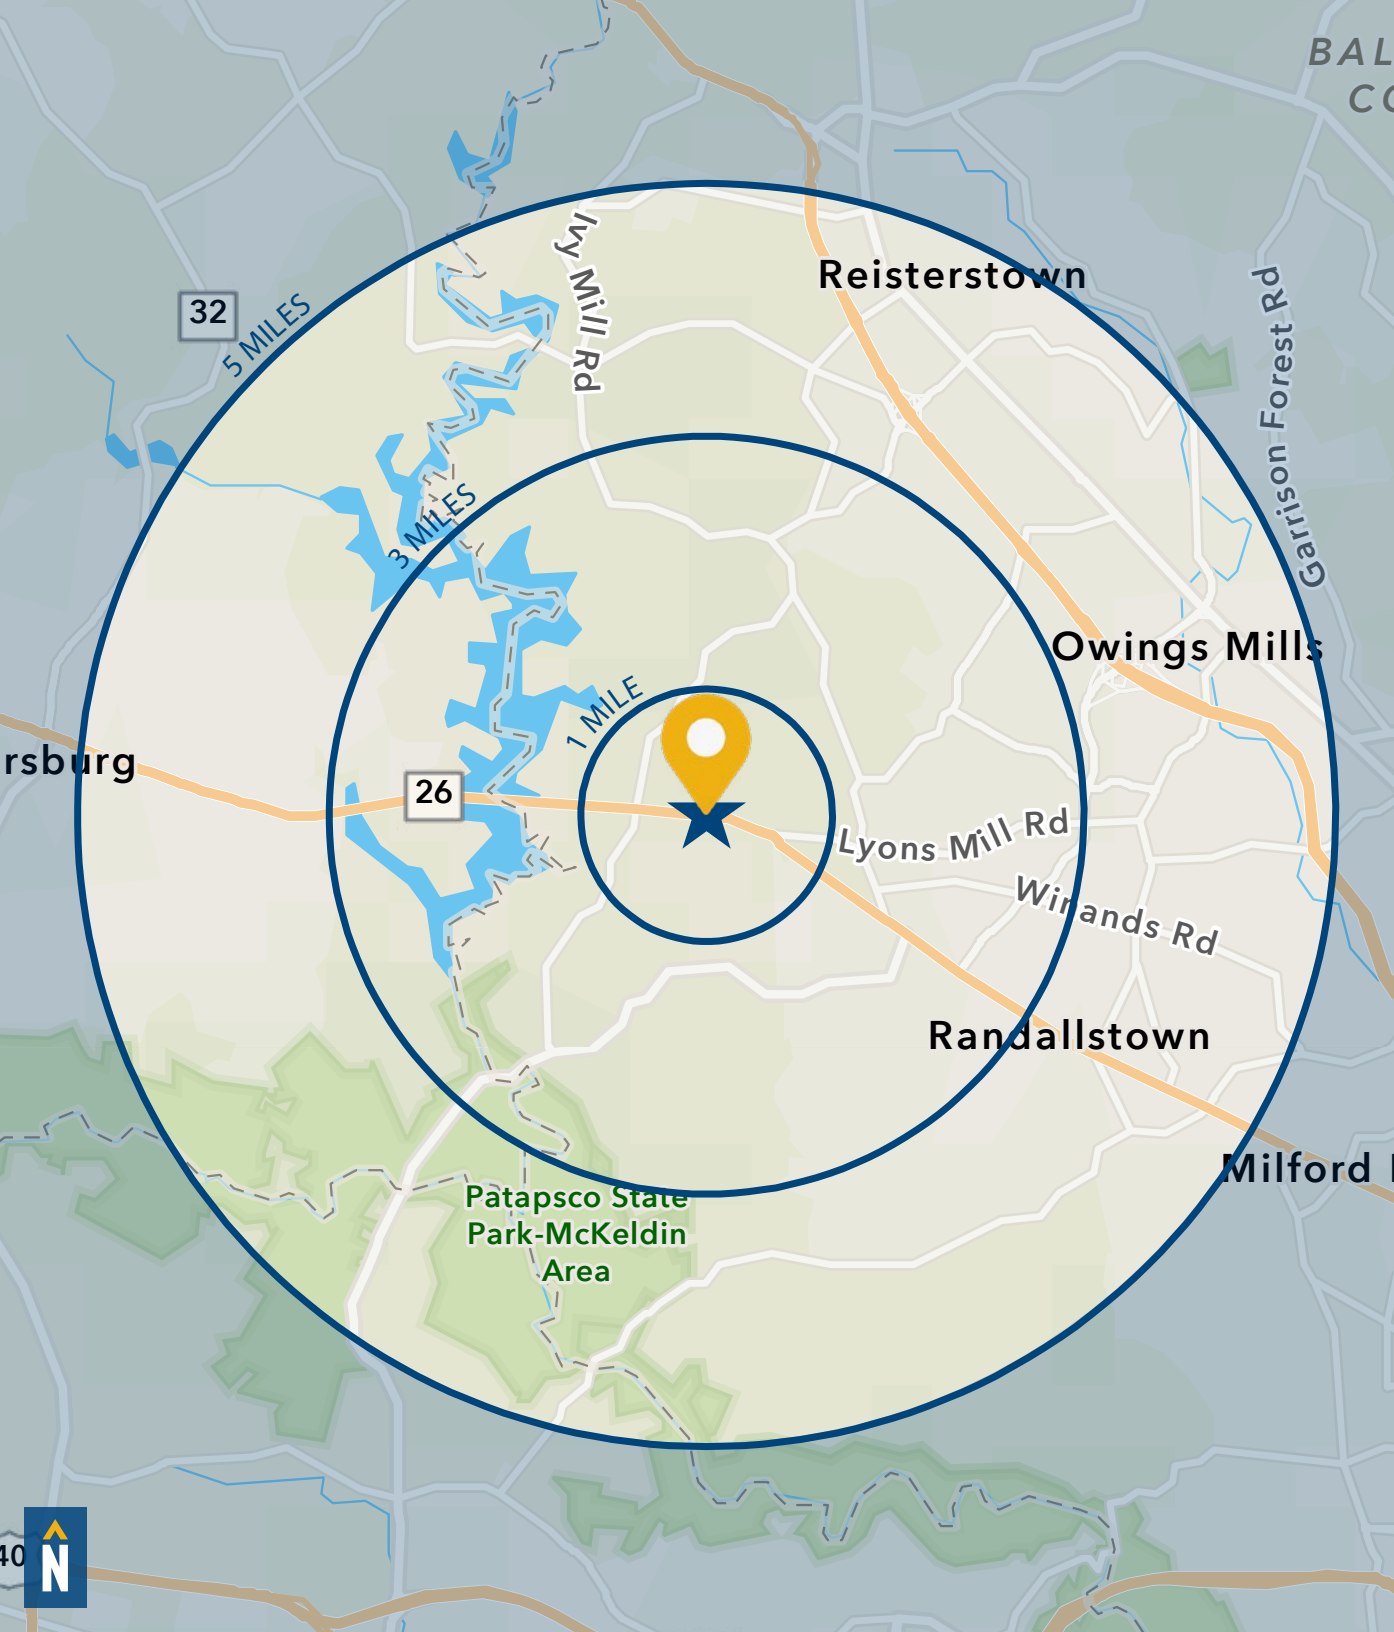 BAL
CO
Ivy Mill Rd
Reisterstown
32
5 MILES
Garrison Forest Rd
3 MILES
Owings Mills
1 MILE
rsburg
26
Lyons Mill Rd
Winands Rd
Randallstown
Milford
Patapsco State
Park-McKeldin
Area
40
N